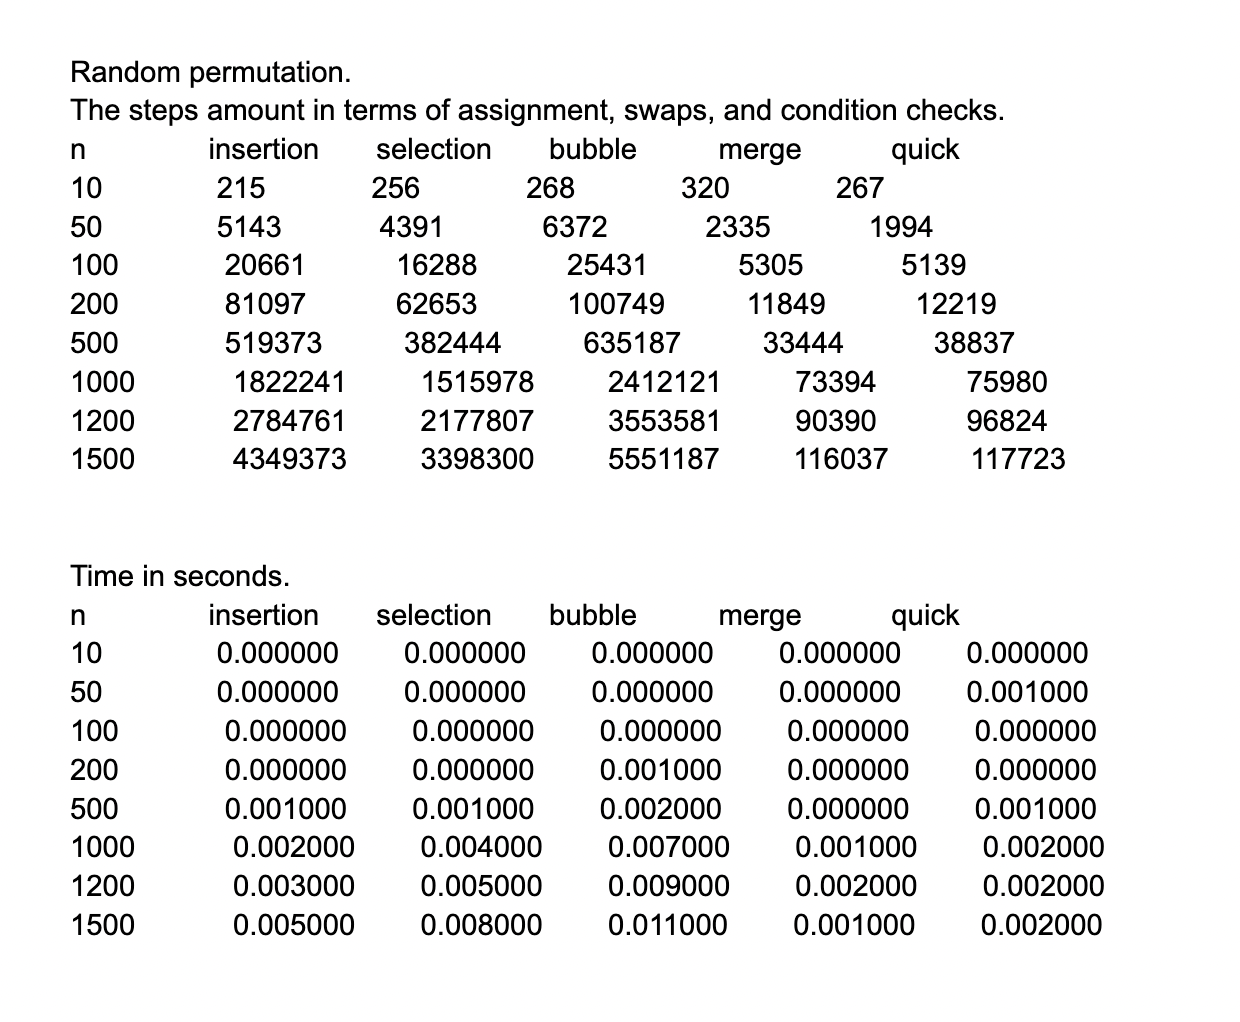 Random permutation.
The steps amount in terms of assignment, swaps, and condition checks.
n insertion selection bubble merge quick
10 215 256 268 320 267
50 5143 4391 6372 2335 1994
100 20661 16288 25431 5305 5139
200 81097 62653 100749 11849 12219
500 519373 382444 635187 33444 38837
1000 1822241 1515978 2412121 73394 75980
1200 2784761 2177807 3553581 90390 96824
1500 4349373 3398300 5551187 116037 117723
Time in seconds.
n insertion selection bubble merge quick
10 0.000000 0.000000 0.000000 0.000000 0.000000
50 0.000000 0.000000 0.000000 0.000000 0.001000
100 0.000000 0.000000 0.000000 0.000000 0.000000
200 0.000000 0.000000 0.001000 0.000000 0.000000
500 0.001000 0.001000 0.002000 0.000000 0.001000
1000 0.002000 0.004000 0.007000 0.001000 0.002000
1200 0.003000 0.005000 0.009000 0.002000 0.002000
1500 0.005000 0.008000 0.011000 0.001000 0.002000